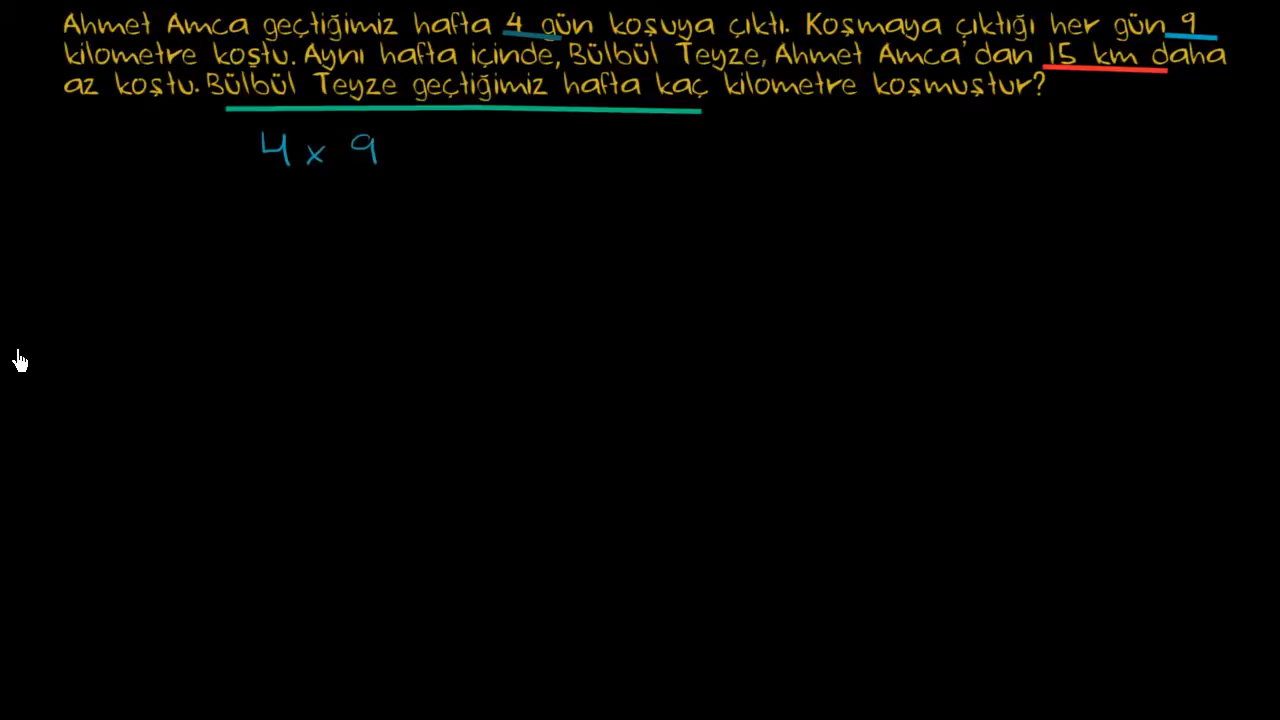 Ahmet Amca geçtiğimiz hafta 4 gün koşuya çıktı. Koşmaya çıktığı her gün 9
kilometre koştu. Aynı hafta içinde, Bülbül Teyze, Ahmet Amca'dan 15 km daha
az koştu. Bülbül Teyze geçtiğimiz hafta kaç kilometre koşmuştur?
4 x 9